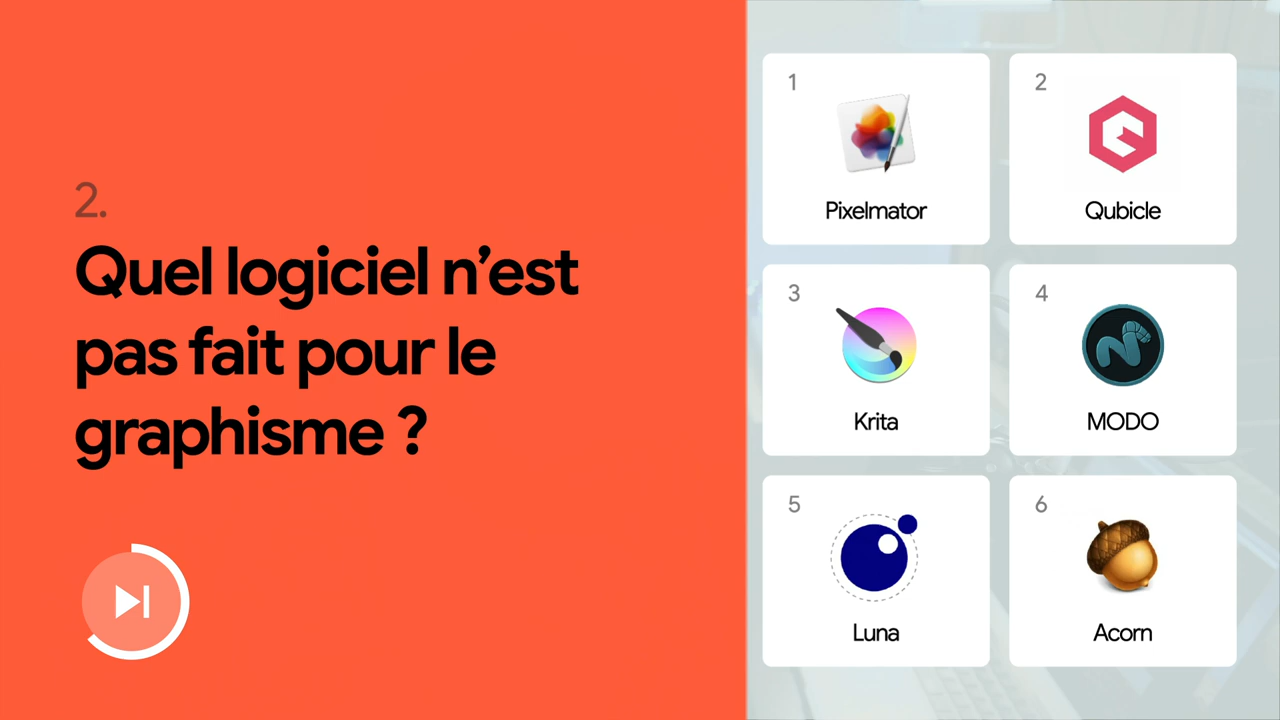 2.
Quel logiciel n’est
pas fait pour le
graphisme ?
1
Pixelmator
2
Qubicle
3
Krita
4
MODO
5
Luna
6
Acorn